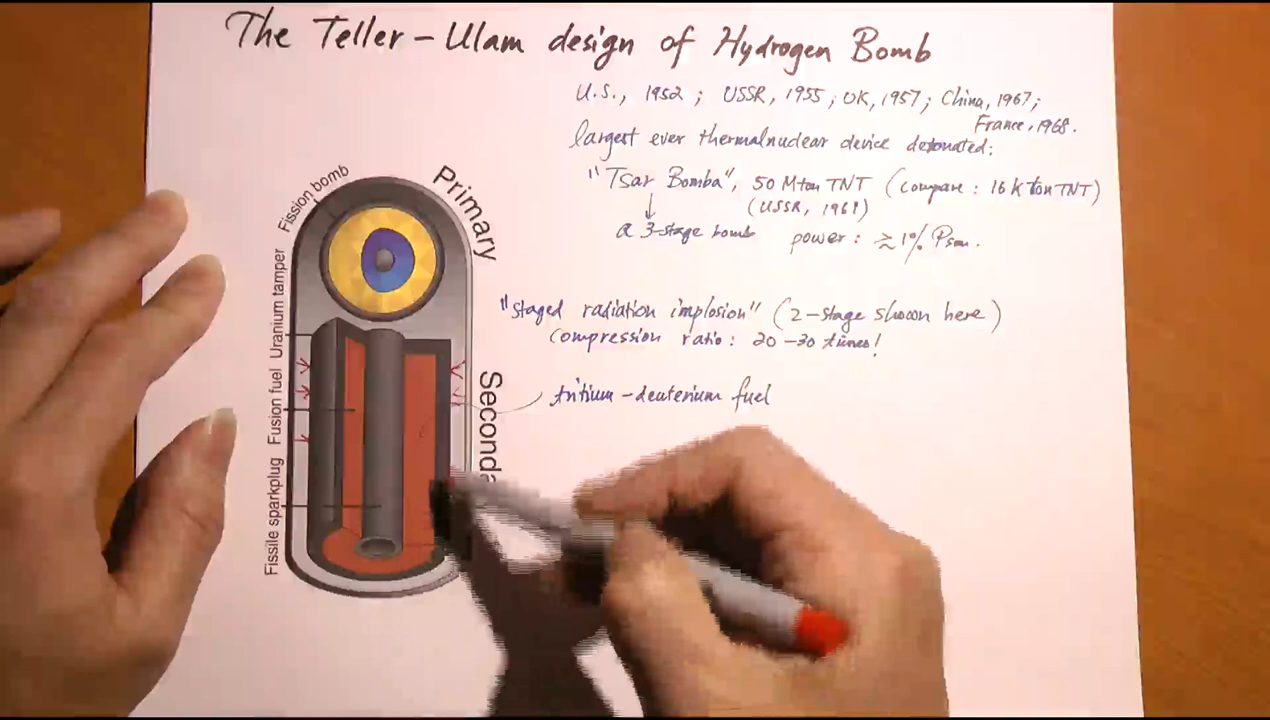 The Teller - Ulam design of Hydrogen Bomb
U.S., 1952 ; USSR, 1955 ; UK, 1957 ; China, 1967 ;
France, 1968.
largest ever thermalnuclear device detonated:
"Tsar Bomba", 50 Mton TNT (compare : 16 k ton TNT)
(USSR, 1961)
a 3-stage bomb power : ≳ 1% Psun.
"Staged radiation implosion" (2-stage shown here)
compression ratio : 20 - 30 times!
tritium - deuterium fuel
Fission bomb
Primary
Uranium tamper
Fusion fuel
Fissile sparkplug
Seconda